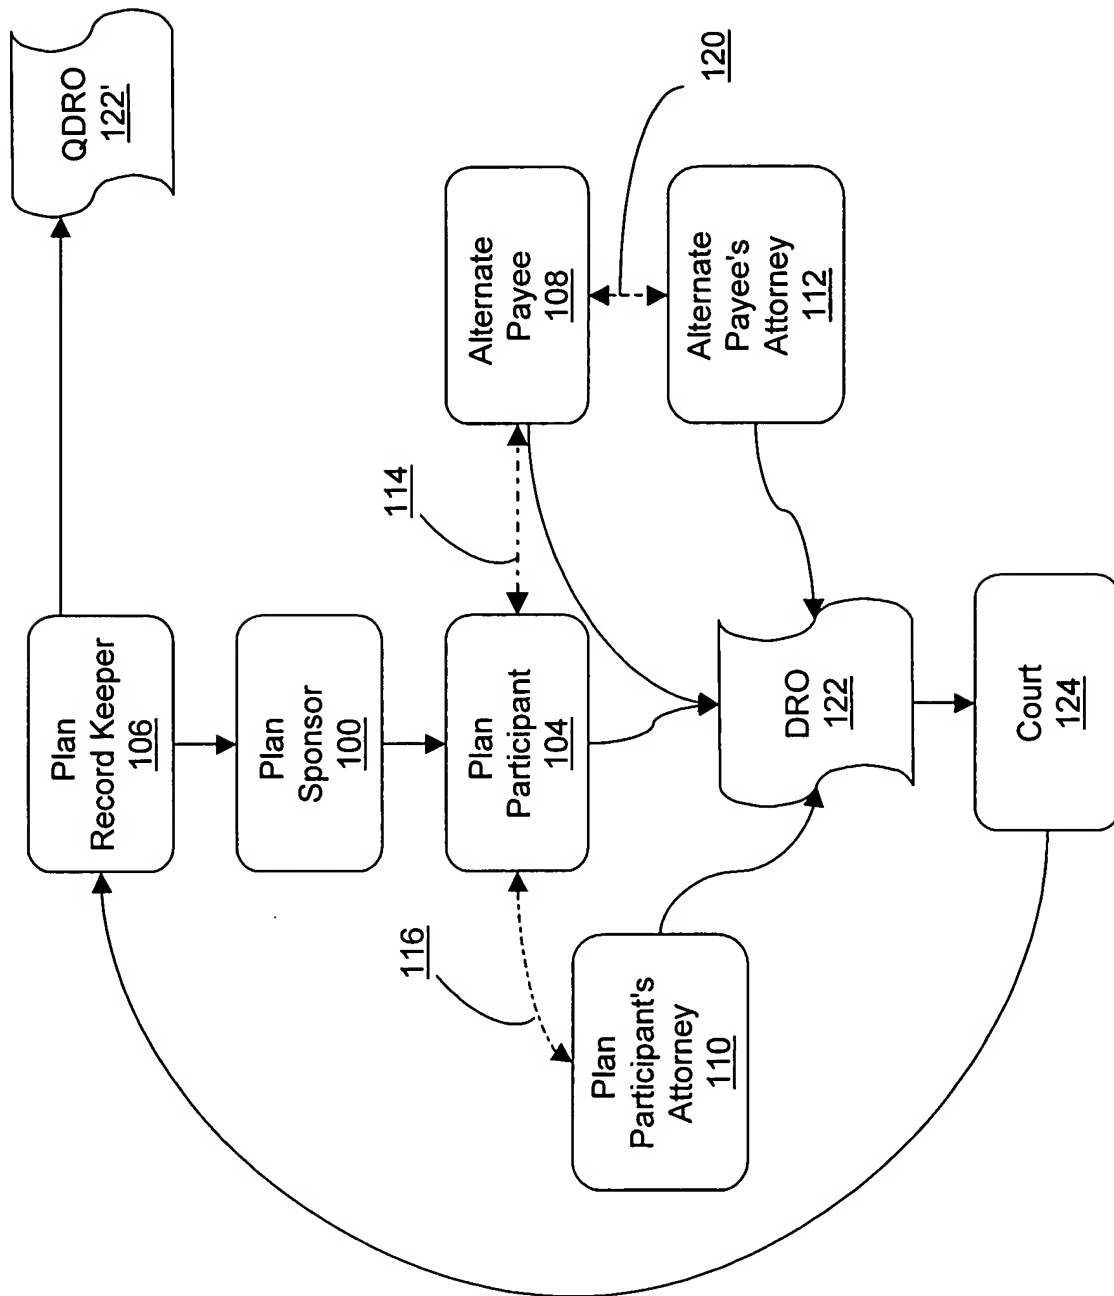 QDRO
122'
Plan
Record Keeper
106
Plan
Sponsor
100
114
120
Plan
Participant
104
Alternate
Payee
108
116
Plan
Participant's
Attorney
110
Alternate
Payee's
Attorney
112
DRO
122
Court
124